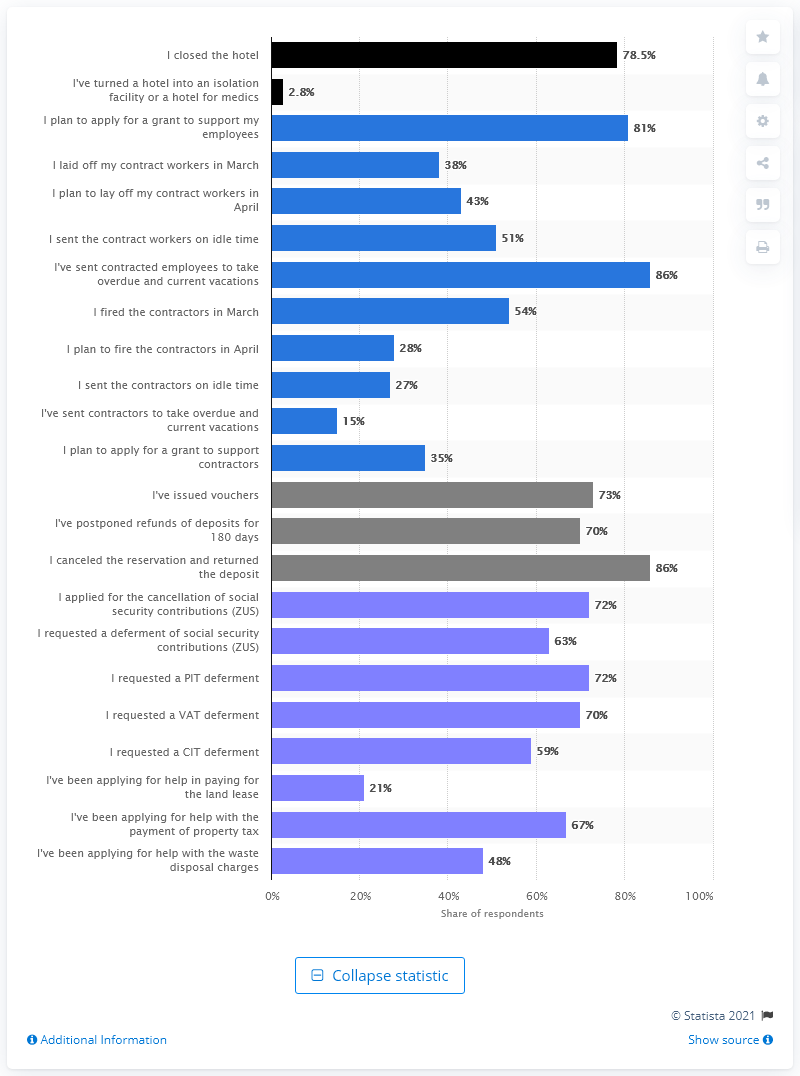 I closed the hotel
78.5%
I've turned a hotel into an isolation
facility or a hotel for medics
2.8%
I plan to apply for a grant to support my
employees
81%
I laid off my contract workers in March
38%
I plan to lay off my contract workers in
April
43%
I sent the contract workers on idle time
51%
I've sent contracted employees to take
overdue and current vacations
86%
I fired the contractors in March
54%
I plan to fire the contractors in April
28%
I sent the contractors on idle time
27%
I've sent contractors to take overdue and
current vacations
15%
I plan to apply for a grant to support
contractors
35%
I've issued vouchers
73%
I've postponed refunds of deposits for
180 days
70%
I canceled the reservation and returned
the deposit
86%
I applied for the cancellation of social
security contributions (ZUS)
72%
I requested a deferment of social security
contributions (ZUS)
63%
I requested a PIT deferment
72%
I requested a VAT deferment
70%
I requested a CIT deferment
59%
I've been applying for help in paying for
the land lease
21%
I've been applying for help with the
payment of property tax
67%
I've been applying for help with the waste
disposal charges
48%
0% 20% 40% 60% 80% 100%
Share of respondents
Collapse statistic
© Statista 2021
Additional Information
Show source